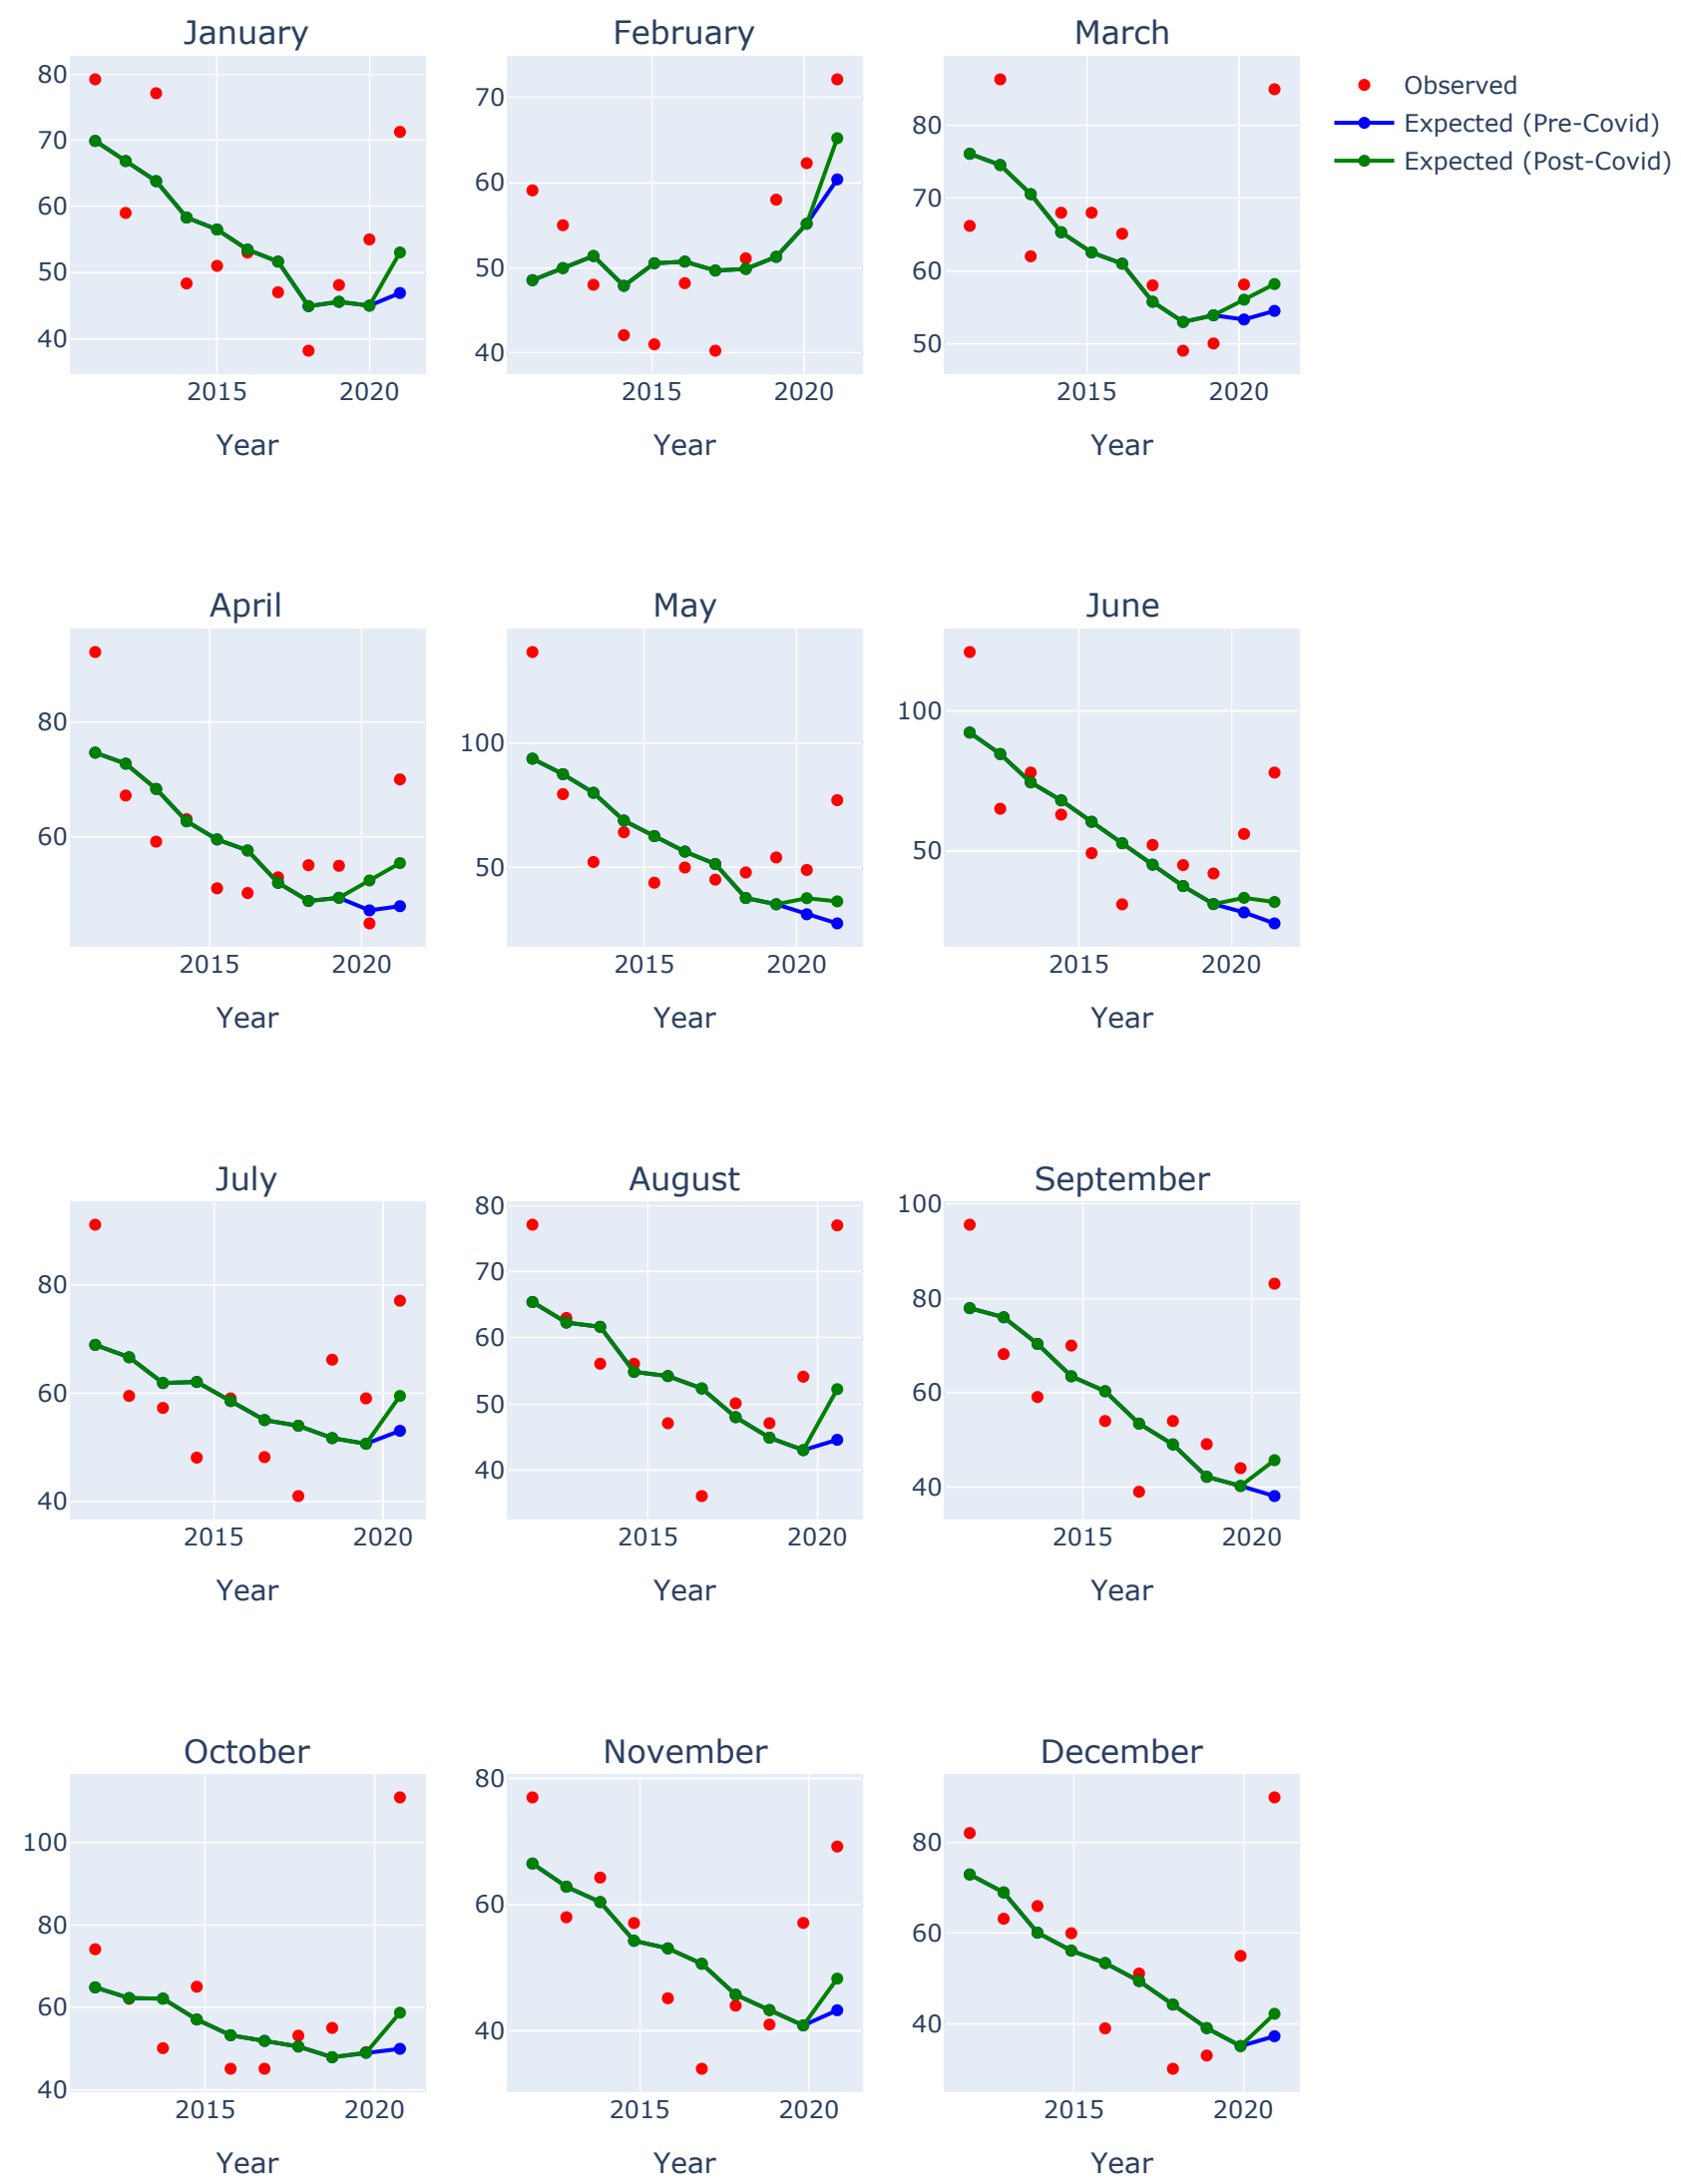 January February March
80
70
60
50
40
2015 2020
Year
70
60
50
40
2015 2020
Year
80
70
60
50
2015 2020
Year
Observed
Expected (Pre-Covid)
Expected (Post-Covid)
April May June
80
60
2015 2020
Year
100
50
2015 2020
Year
100
50
2015 2020
Year
July August September
80
60
40
2015 2020
Year
80
70
60
50
40
2015 2020
Year
100
80
60
40
2015 2020
Year
October November December
100
80
60
40
2015 2020
Year
80
60
40
2015 2020
Year
80
60
40
2015 2020
Year